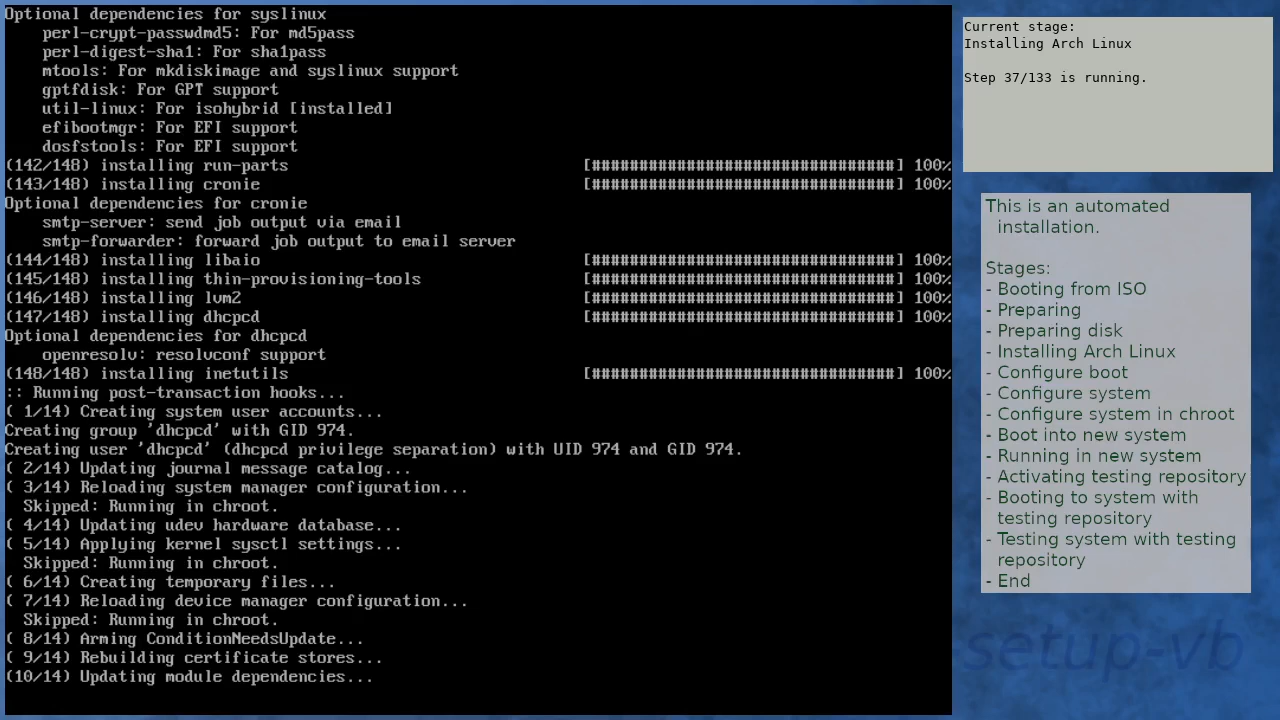 Optional dependencies for syslinux
perl-crypt-passwdmd5: For md5pass
perl-digest-sha1: For sha1pass
mtools: For mkdiskimage and syslinux support
gptfdisk: For GPT support
util-linux: For isohybrid [installed]
efibootmgr: For EFI support
dosfstools: For EFI support
(142/148) installing run-parts [################################] 100%
(143/148) installing cronie [################################] 100%
Optional dependencies for cronie
smtp-server: send job output via email
smtp-forwarder: forward job output to email server
(144/148) installing libaio [################################] 100%
(145/148) installing thin-provisioning-tools [################################] 100%
(146/148) installing lvm2 [################################] 100%
(147/148) installing dhcpcd [################################] 100%
Optional dependencies for dhcpcd
openresolv: resolvconf support
(148/148) installing inetutils [################################] 100%
:: Running post-transaction hooks...
( 1/14) Creating system user accounts...
Creating group 'dhcpcd' with GID 974.
Creating user 'dhcpcd' (dhcpcd privilege separation) with UID 974 and GID 974.
( 2/14) Updating journal message catalog...
( 3/14) Reloading system manager configuration...
Skipped: Running in chroot.
( 4/14) Updating udev hardware database...
( 5/14) Applying kernel sysctl settings...
Skipped: Running in chroot.
( 6/14) Creating temporary files...
( 7/14) Reloading device manager configuration...
Skipped: Running in chroot.
( 8/14) Arming ConditionNeedsUpdate...
( 9/14) Rebuilding certificate stores...
(10/14) Updating module dependencies...
Current stage:
Installing Arch Linux
Step 37/133 is running.
This is an automated
installation.
Stages:
- Booting from ISO
- Preparing
- Preparing disk
- Installing Arch Linux
- Configure boot
- Configure system
- Configure system in chroot
- Boot into new system
- Running in new system
- Activating testing repository
- Booting to system with
testing repository
- Testing system with testing
repository
- End
setup-vb